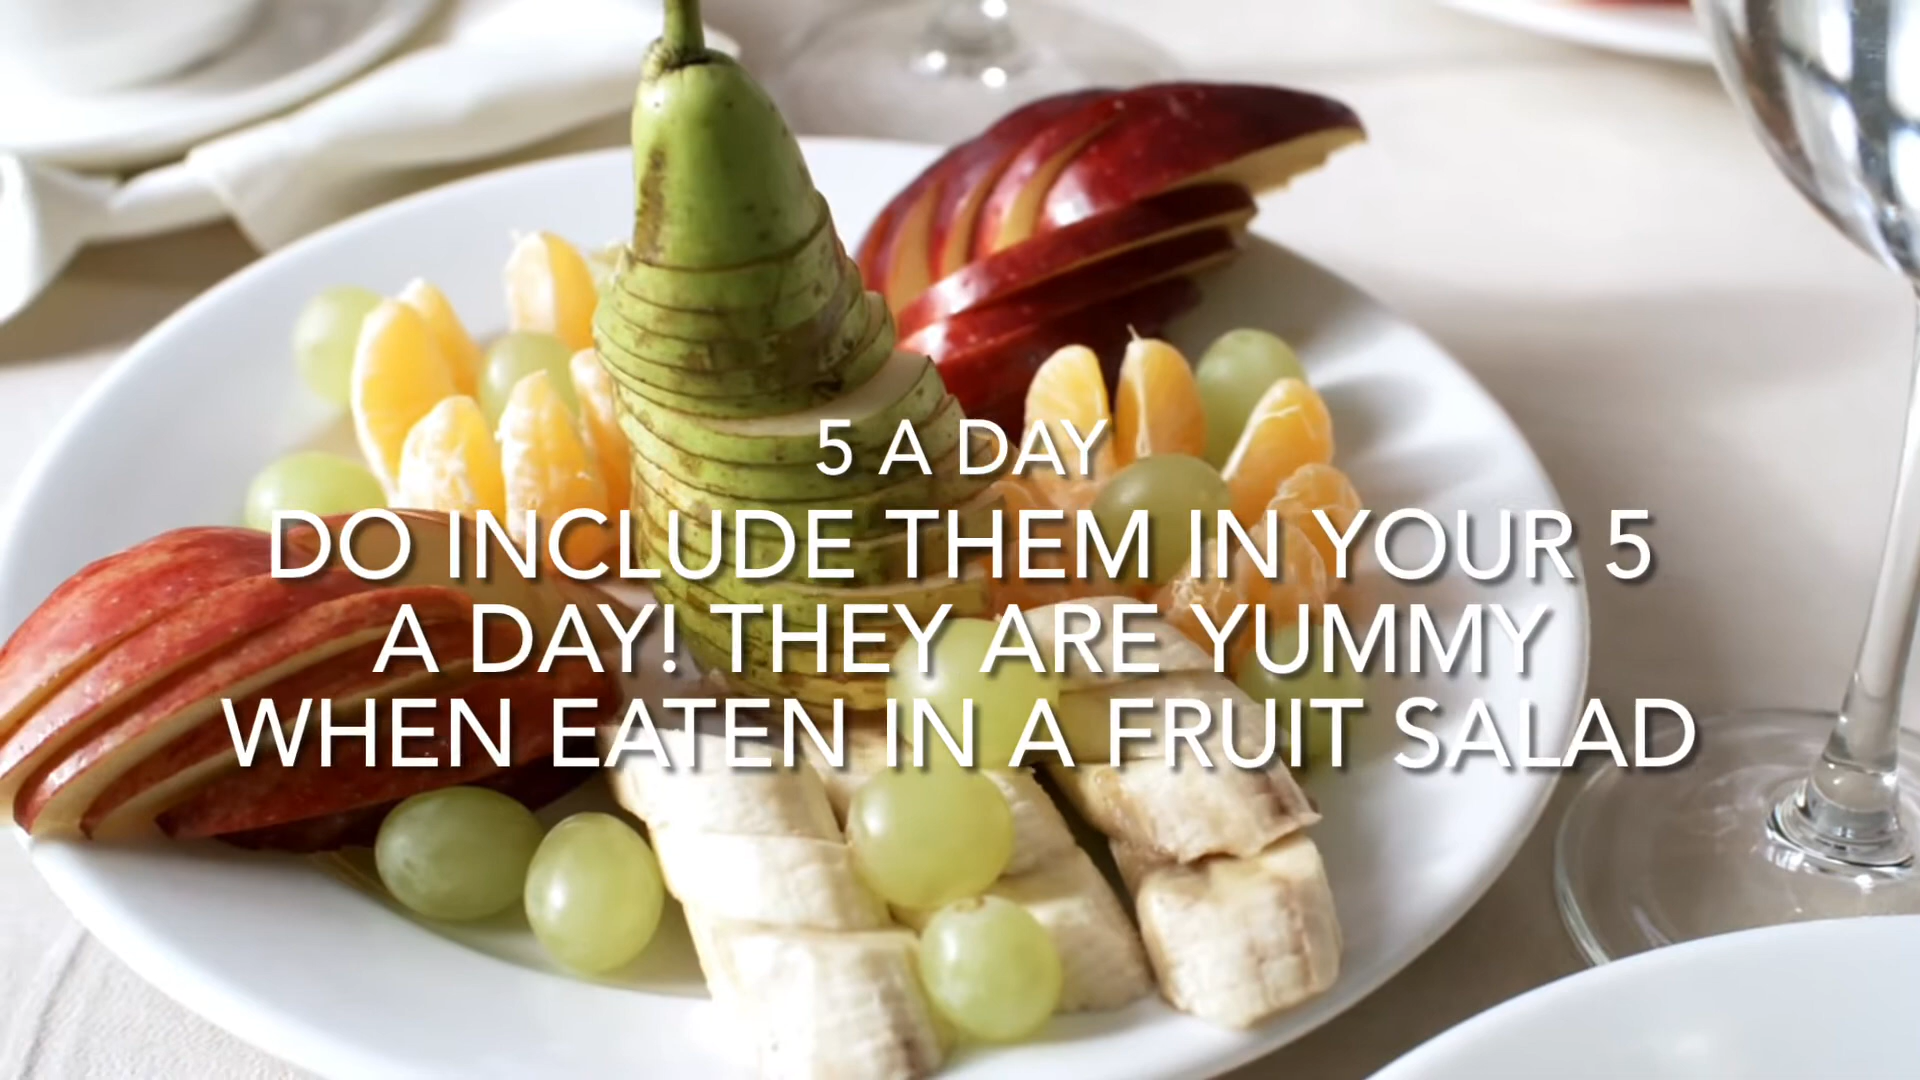 5 A DAY
DO INCLUDE THEM IN YOUR 5
A DAY! THEY ARE YUMMY
WHEN EATEN IN A FRUIT SALAD